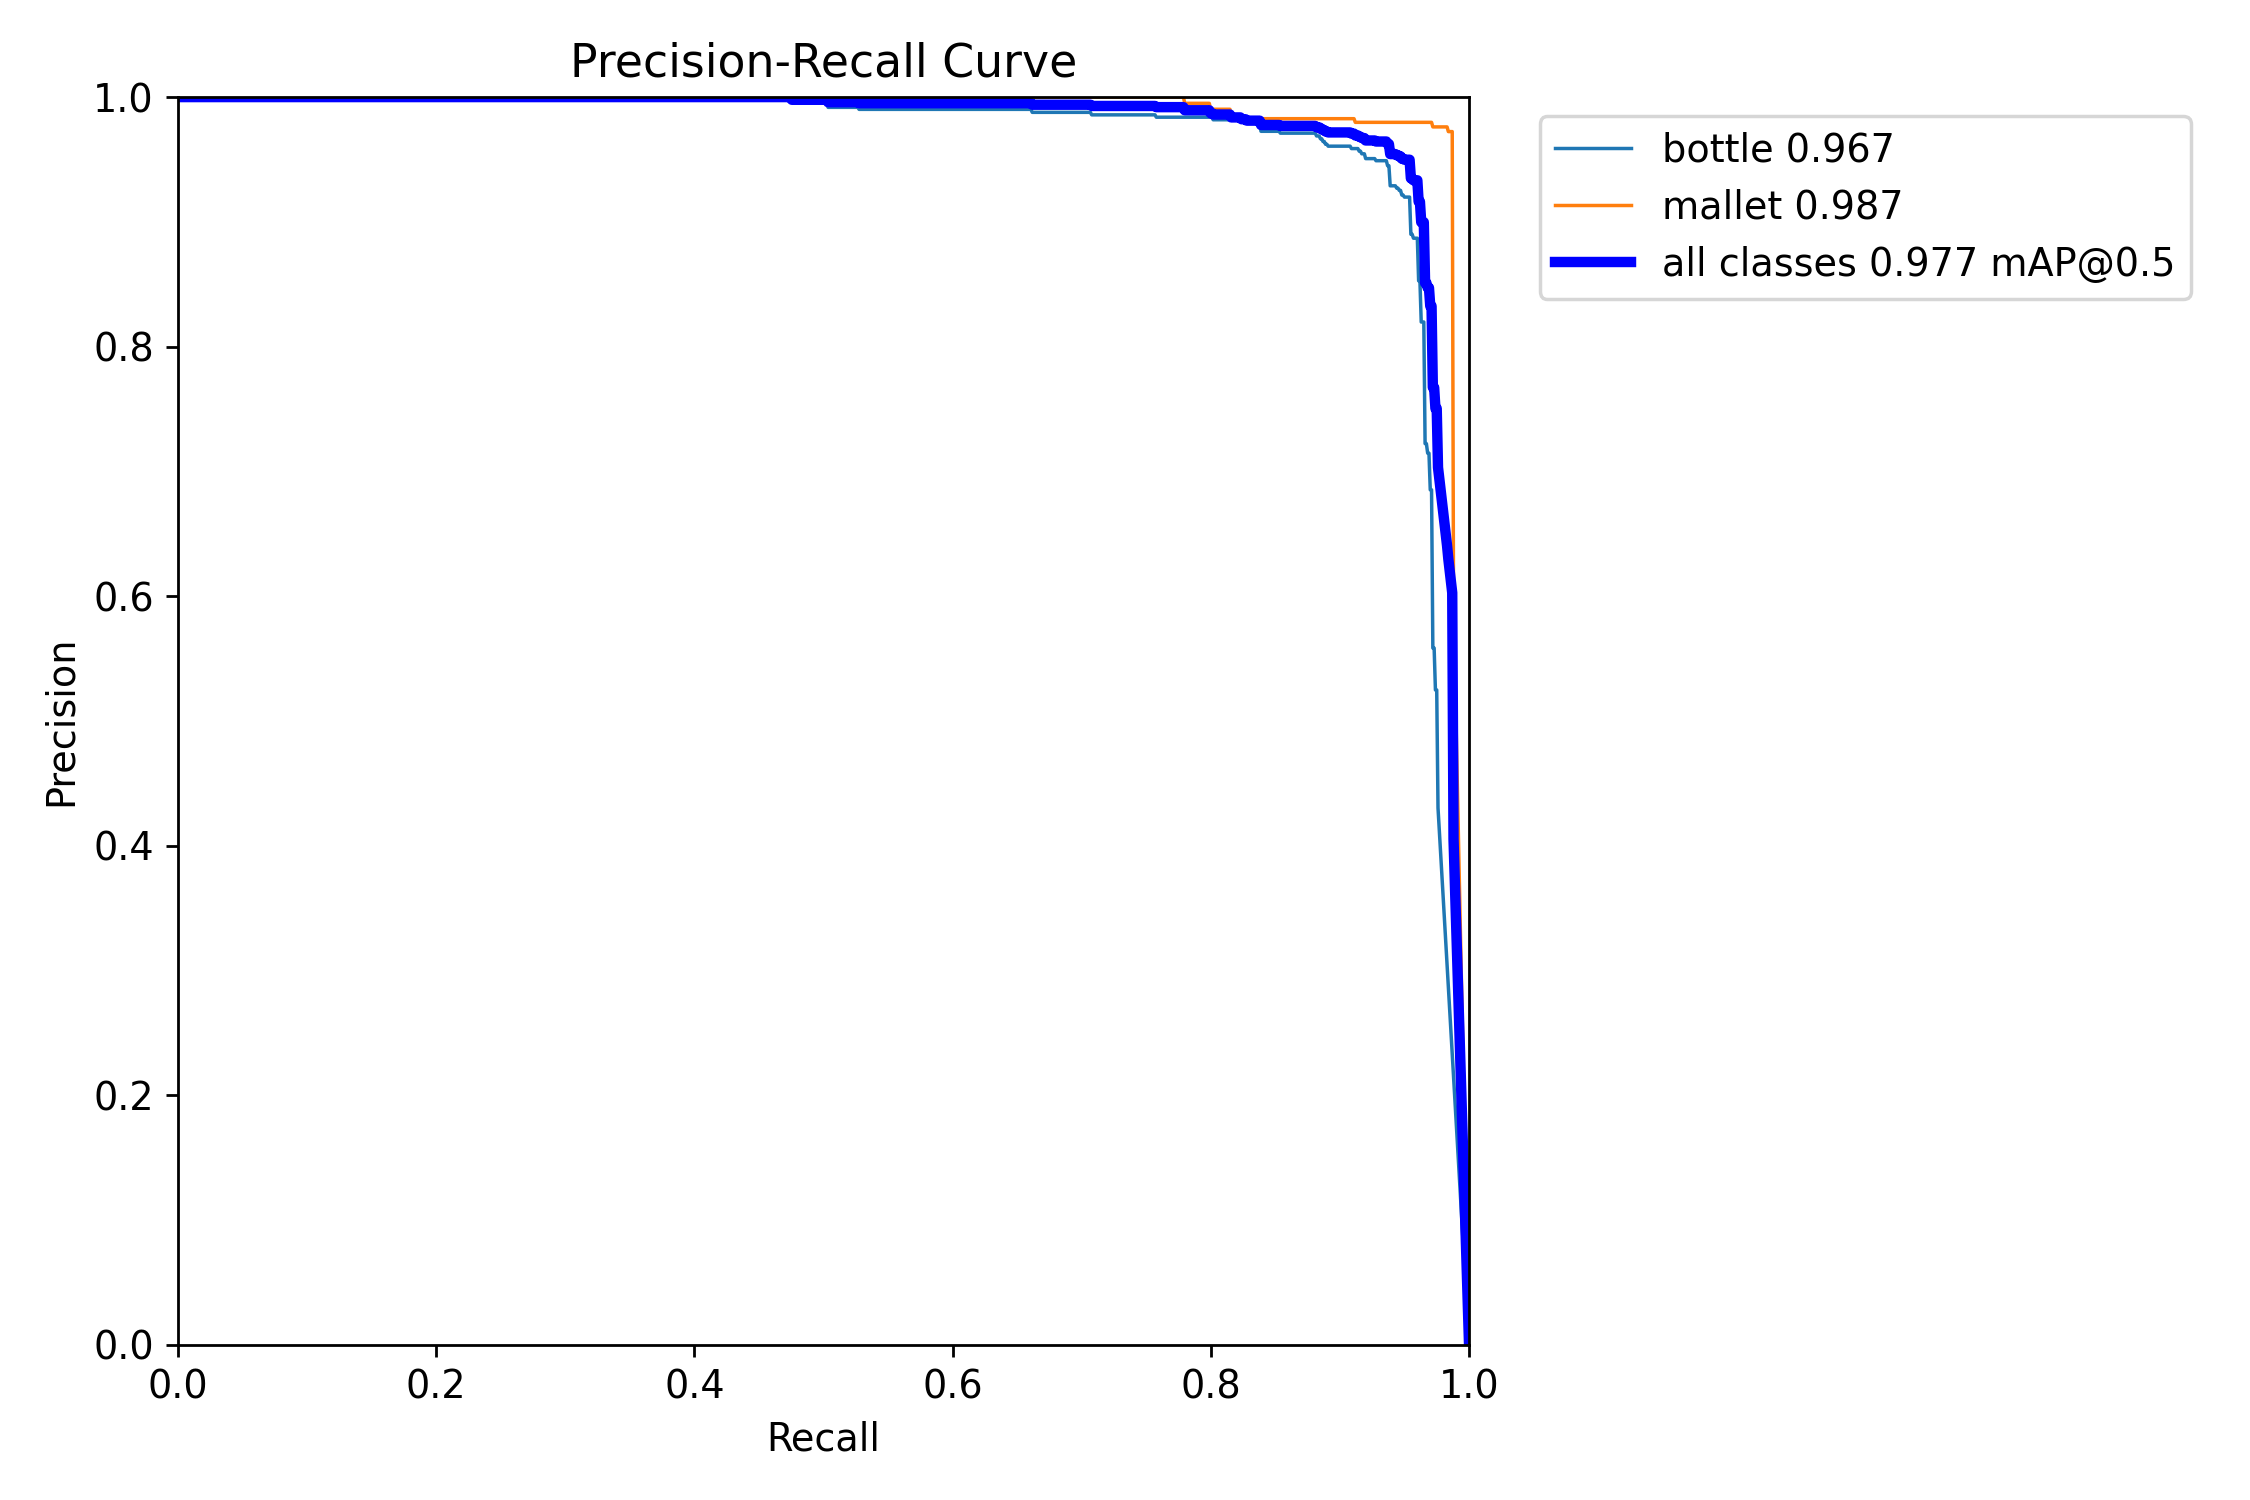 Precision-Recall Curve
1.0
0.8
0.6
0.4
0.2
0.0
Precision
0.0 0.2 0.4 0.6 0.8 1.0
Recall
bottle 0.967
mallet 0.987
all classes 0.977 mAP@0.5